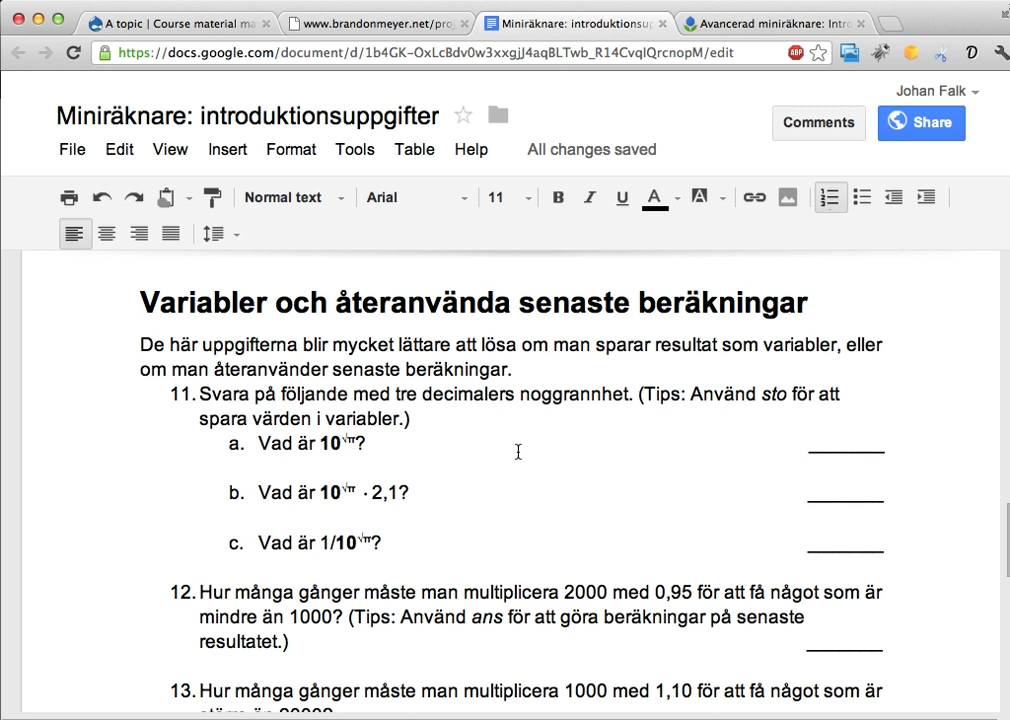 A topic | Course material ma
www.brandonmeyer.net/pro
Miniräknare: introduktionsup
Avancerad miniräknare: Intro
https://docs.google.com/document/d/1b4GK-OxLc8dv0w3xxgjJ4aqBLTwb_R14CvqlQrcnopM/edit
ABP
D
Johan Falk
Miniräknare: introduktionsuppgifter
Comments
Share
File Edit View Insert Format Tools Table Help All changes saved
Normal text Arial 11 B I U A A
Variabler och återanvända senaste beräkningar
De här uppgifterna blir mycket lättare att lösa om man sparar resultat som variabler, eller
om man återanvänder senaste beräkningar.
11. Svara på följande med tre decimalers noggrannhet. (Tips: Använd sto för att
spara värden i variabler.)
a. Vad är 10^√π? ________
b. Vad är 10^√π · 2,1? ________
c. Vad är 1/10^√π? ________
12. Hur många gånger måste man multiplicera 2000 med 0,95 för att få något som är
mindre än 1000? (Tips: Använd ans för att göra beräkningar på senaste
resultatet.) ________
13. Hur många gånger måste man multiplicera 1000 med 1,10 för att få något som är